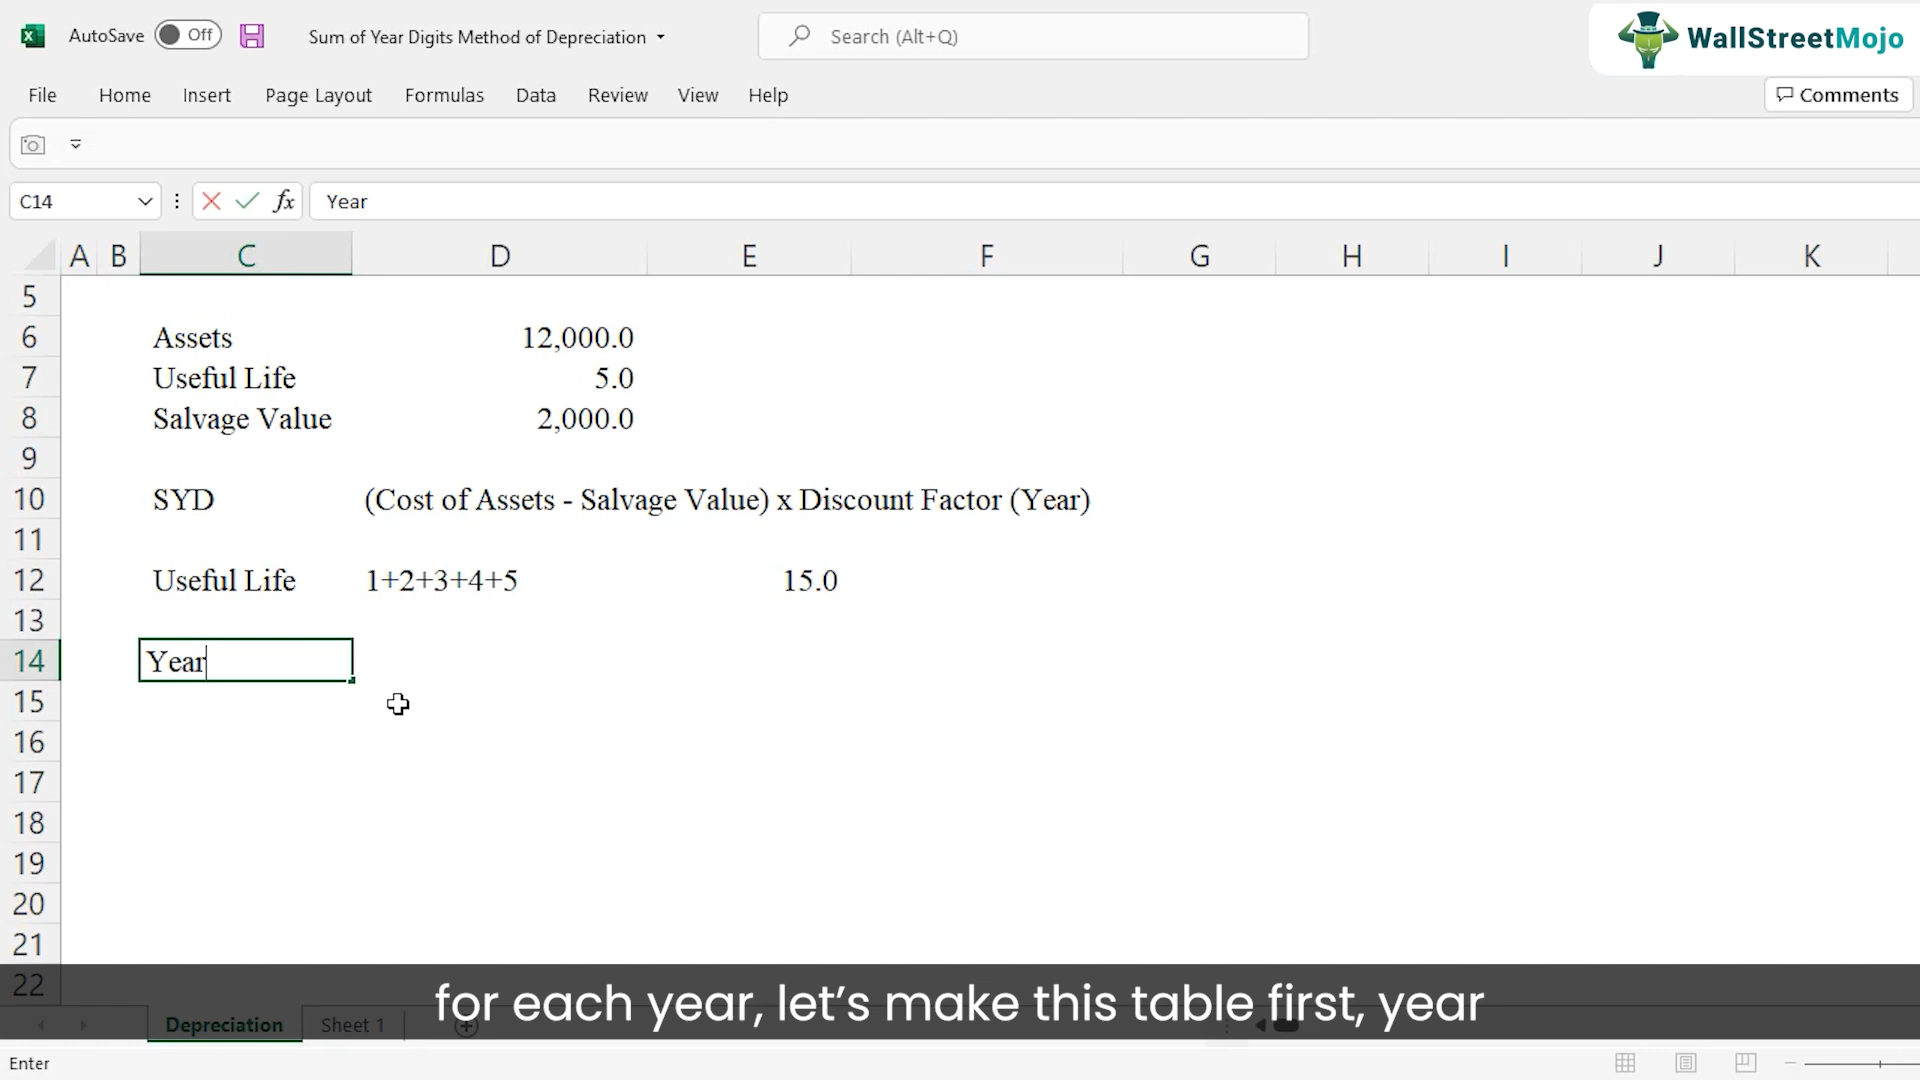 AutoSave Off Sum of Year Digits Method of Depreciation Search (Alt+Q) WallStreetMojo
File Home Insert Page Layout Formulas Data Review View Help Comments
C14 fx Year
A B C D E F G H I J K
5
6 Assets 12,000.0
7 Useful Life 5.0
8 Salvage Value 2,000.0
9
10 SYD (Cost of Assets - Salvage Value) x Discount Factor (Year)
11
12 Useful Life 1+2+3+4+5 15.0
13
14 Year
15
16
17
18
19
20
21
22
for each year, let’s make this table first, year
Depreciation Sheet 1
Enter